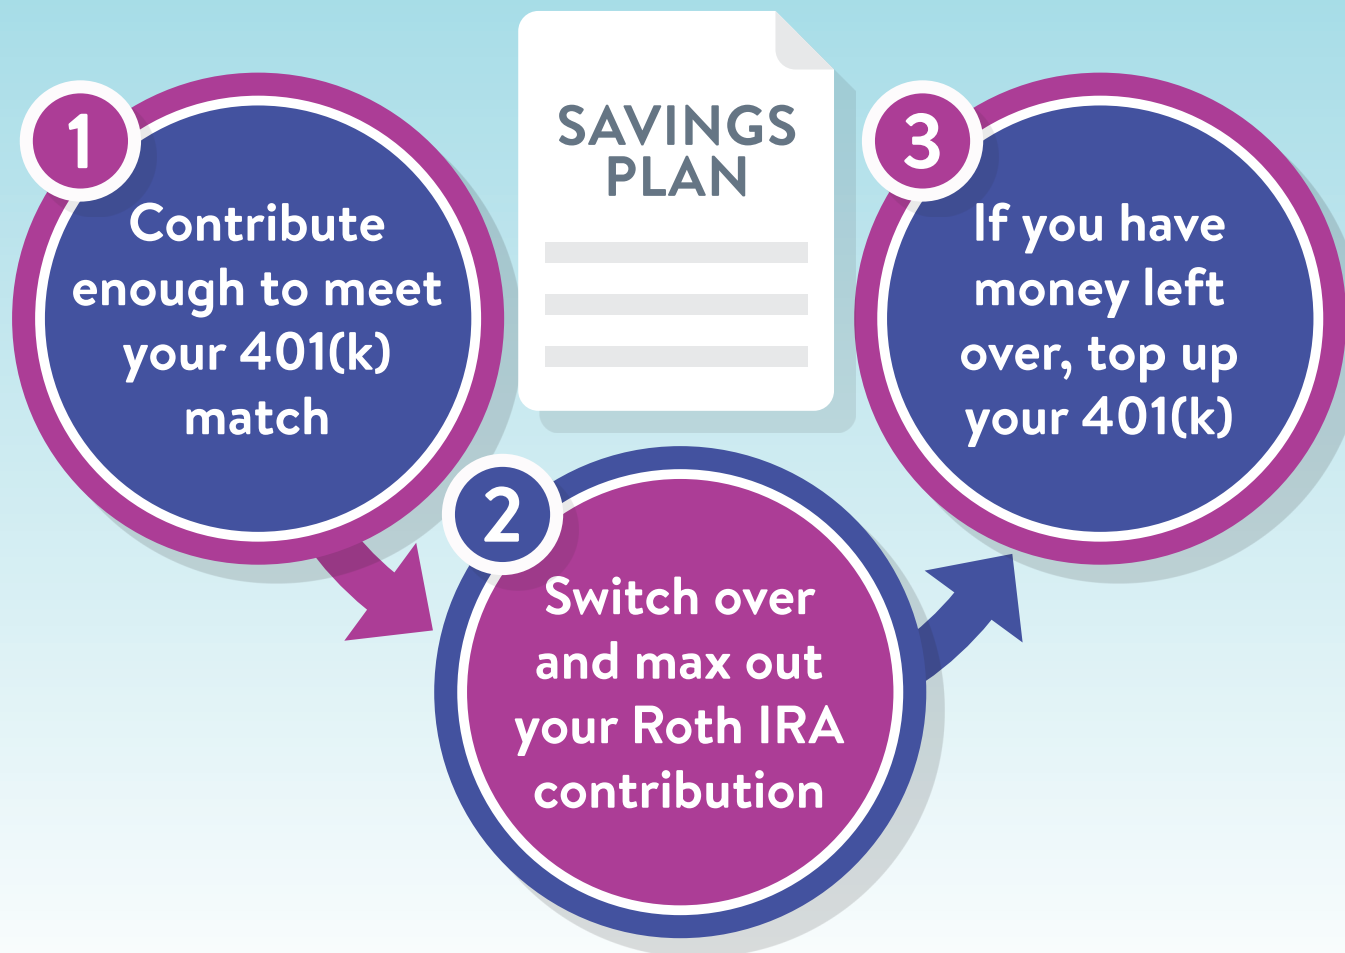 SAVINGS
PLAN
1
Contribute
enough to meet
your 401(k)
match
2
Switch over
and max out
your Roth IRA
contribution
3
If you have
money left
over, top up
your 401(k)